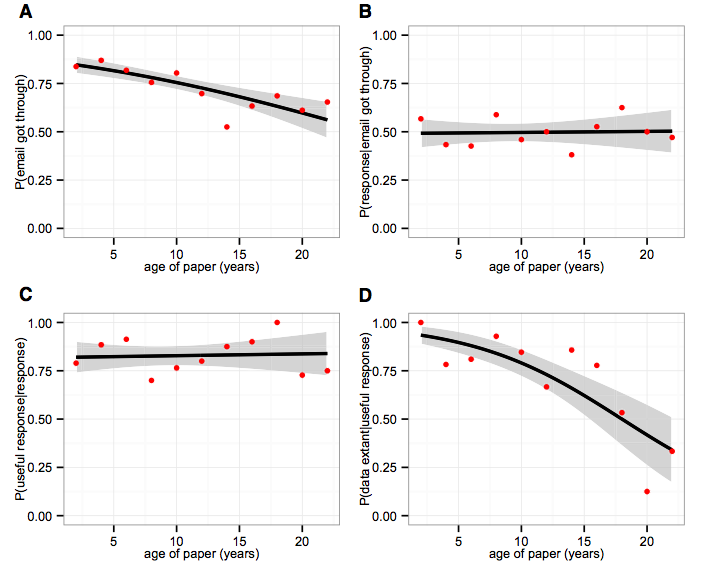 A
P(email got through)
1.00
0.75
0.50
0.25
0.00
5 10 15 20
age of paper (years)
B
P(response|email got through)
1.00
0.75
0.50
0.25
0.00
5 10 15 20
age of paper (years)
C
P(useful response|response)
1.00
0.75
0.50
0.25
0.00
5 10 15 20
age of paper (years)
D
P(data extant|useful response)
1.00
0.75
0.50
0.25
0.00
5 10 15 20
age of paper (years)